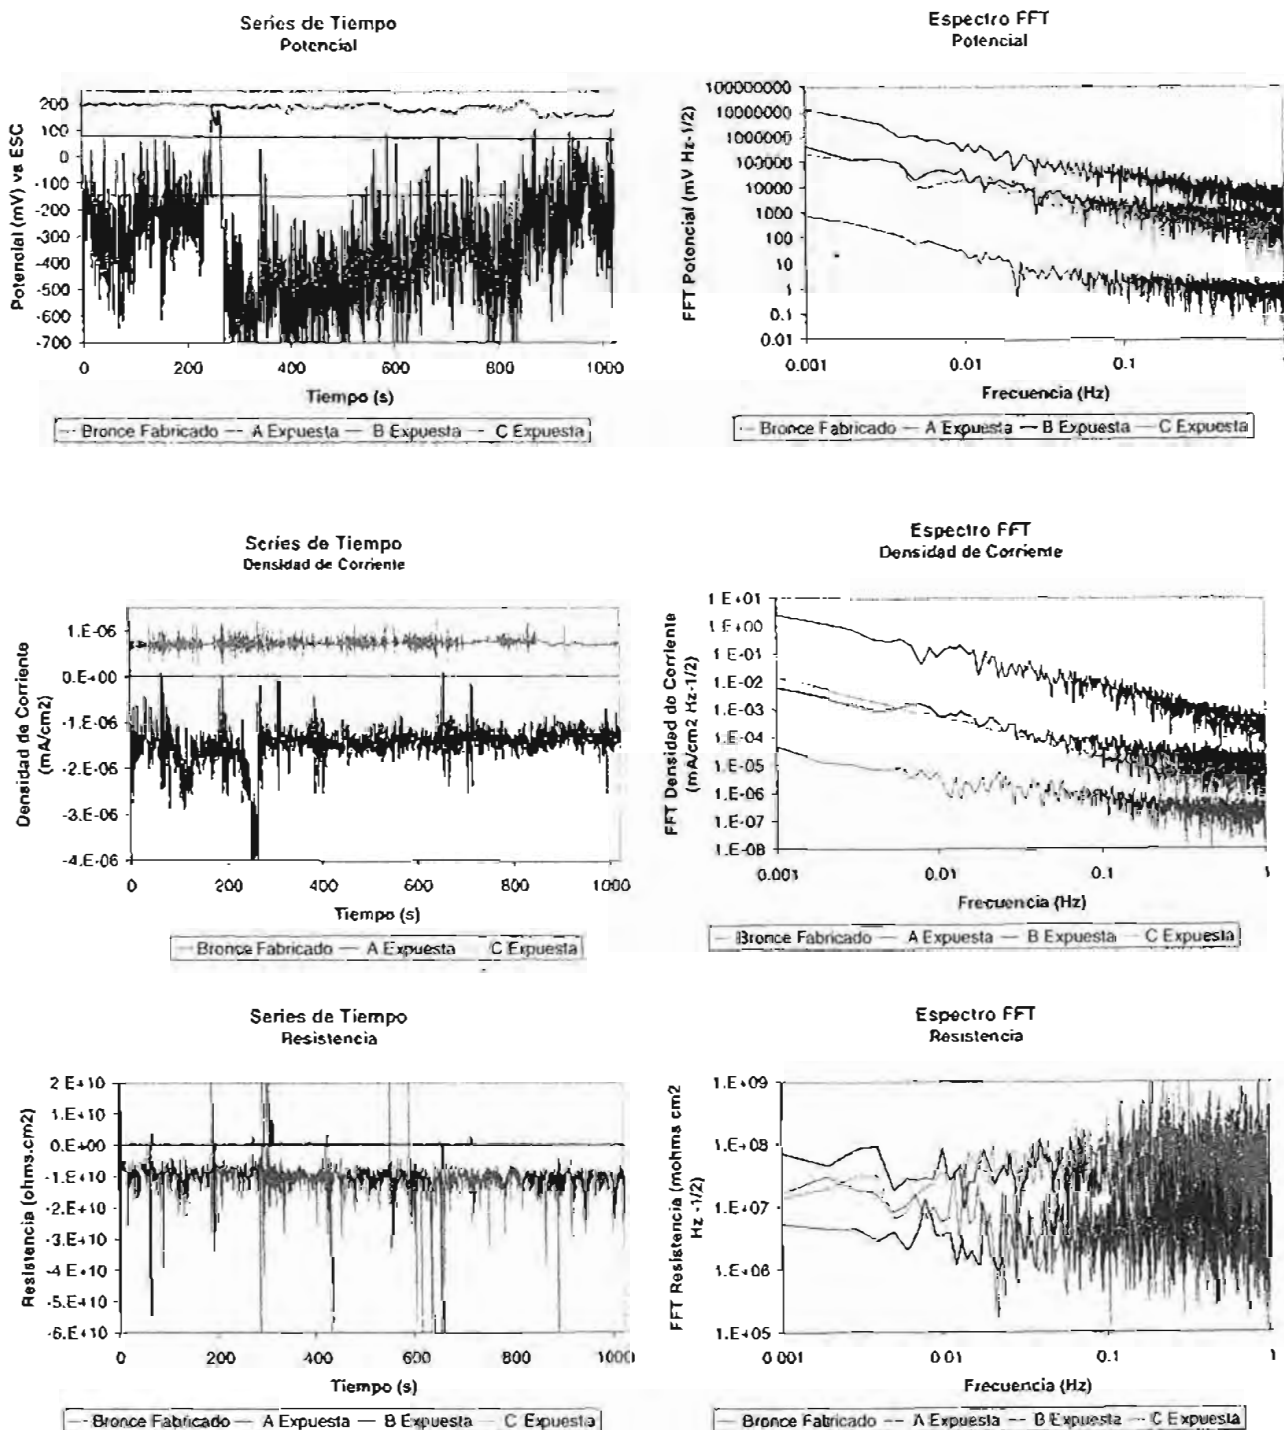 Series de Tiempo
Potencial
Potencial (mV) vs ESC
200
100
0
-100
-200
-300
-400
-500
-600
-700
0
200
400
600
800
1000
Tiempo (s)
Bronce Fabricado
A Expuesta
B Expuesta
C Expuesta
Espectro FFT
Potencial
FFT Potencial (mV Hz-1/2)
100000000
10000000
1000000
100000
10000
1000
100
10
1
0.1
0.01
0.001
0.01
0.1
Frecuencia (Hz)
Bronce Fabricado
A Expuesta
B Expuesta
C Expuesta
Series de Tiempo
Densidad de Corriente
Densidad de Corriente
(mA/cm2)
1.E-06
0.E+00
-1.E-06
-2.E-06
-3.E-06
-4.E-06
0
200
400
600
800
1000
Tiempo (s)
Bronce Fabricado
A Expuesta
C Expuesta
Espectro FFT
Densidad de Corriente
FFT Densidad de Corriente
(mA/cm2 Hz-1/2)
1 E+01
1 E+00
1 E-01
1.E-02
1.E-03
1.E-04
1.E-05
1.E-06
1.E-07
1.E-08
0.001
0.01
0.1
1
Frecuencia (Hz)
Bronce Fabricado
A Expuesta
B Expuesta
C Expuesta
Series de Tiempo
Resistencia
Resistencia (ohms.cm2)
2 E+10
1.E+10
0.E+00
-1.E+10
-2.E+10
-3.E+10
-4.E+10
-5.E+10
-6.E+10
0
200
400
600
800
1000
Tiempo (s)
Bronce Fabricado
A Expuesta
B Expuesta
C Expuesta
Espectro FFT
Resistencia
FFT Resistencia (mohms cm2
Hz -1/2)
1.E+09
1.E+08
1.E+07
1.E+06
1.E+05
0 001
0.01
0.1
1
Frecuencia (Hz)
Bronce Fabricado
A Expuesta
B Expuesta
C Expuesta